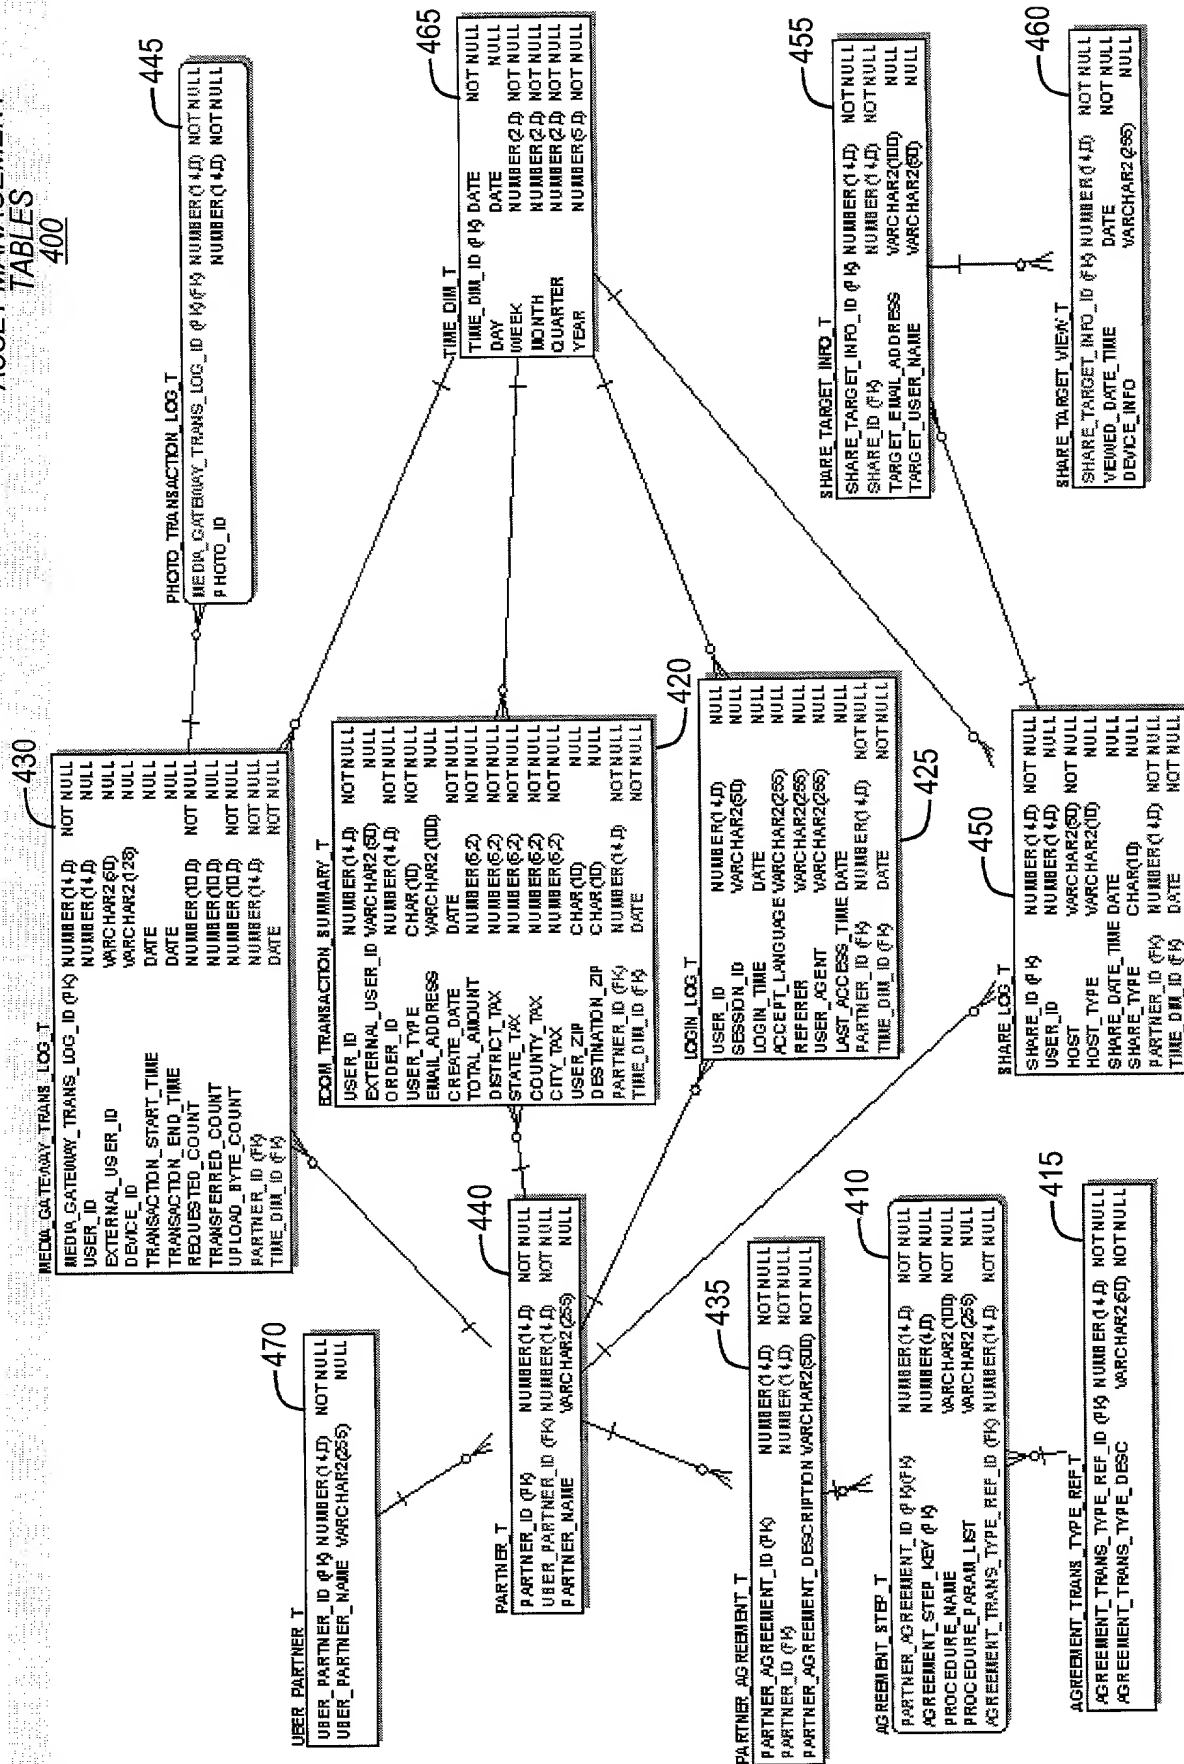 ASSET MANAGEMENT
TABLES
400
UBER_PARTNER_T
470
UBER_PARTNER_ID (PK) NUMBER(14,0) NOT NULL
UBER_PARTNER_NAME VARCHAR2(255) NULL
MEDIA_GATEWAY_TRANS_LOG_T
430
MEDIA_GATEWAY_TRANS_LOG_ID (PK) NUMBER(14,0) NOT NULL
USER_ID NUMBER(14,0) NULL
EXTERNAL_USER_ID VARCHAR2(50) NULL
DEVICE_ID VARCHAR2(128) NULL
TRANSACTION_START_TIME DATE NULL
TRANSACTION_END_TIME DATE NULL
REQUESTED_COUNT NUMBER(10,0) NOT NULL
TRANSFERRED_COUNT NUMBER(10,0) NULL
UPLOAD_BYTE_COUNT NUMBER(10,0) NOT NULL
PARTNER_ID (FK) NUMBER(14,0) NOT NULL
TIME_DIM_ID (FK) DATE NOT NULL
PHOTO_TRANSACTION_LOG_T
445
MEDIA_GATEWAY_TRANS_LOG_ID (PK)(FK) NUMBER(14,0) NOT NULL
PHOTO_ID NUMBER(14,0) NOT NULL
PARTNER_T
440
PARTNER_ID (PK) NUMBER(14,0) NOT NULL
UBER_PARTNER_ID (FK) NUMBER(14,0) NOT NULL
PARTNER_NAME VARCHAR2(255) NULL
ECOM_TRANSACTION_SUMMARY_T
420
USER_ID NUMBER(14,0) NOT NULL
EXTERNAL_USER_ID VARCHAR2(50) NULL
ORDER_ID NUMBER(14,0) NOT NULL
USER_TYPE CHAR(10) NULL
EMAIL_ADDRESS VARCHAR2(100) NULL
CREATE_DATE DATE NOT NULL
TOTAL_AMOUNT NUMBER(6,2) NOT NULL
DISTRICT_TAX NUMBER(6,2) NOT NULL
STATE_TAX NUMBER(6,2) NOT NULL
COUNTY_TAX NUMBER(6,2) NOT NULL
CITY_TAX NUMBER(6,2) NOT NULL
USER_ZIP CHAR(10) NULL
DESTINATION_ZIP CHAR(10) NULL
PARTNER_ID (FK) NUMBER(14,0) NOT NULL
TIME_DIM_ID (FK) DATE NOT NULL
TIME_DIM_T
465
TIME_DIM_ID (PK) DATE NOT NULL
DAY DATE NULL
WEEK NUMBER(2,0) NOT NULL
MONTH NUMBER(2,0) NOT NULL
QUARTER NUMBER(2,0) NOT NULL
YEAR NUMBER(5,0) NOT NULL
PARTNER_AGREEMENT_T
435
PARTNER_AGREEMENT_ID (PK) NUMBER(14,0) NOT NULL
PARTNER_ID (FK) NUMBER(14,0) NOT NULL
PARTNER_AGREEMENT_DESCRIPTION VARCHAR2(500) NOT NULL
LOGIN_LOG_T
425
USER_ID NUMBER(14,0) NULL
SESSION_ID VARCHAR2(50) NULL
LOGIN_TIME DATE NULL
ACCEPT_LANGUAGE VARCHAR2(255) NULL
REFERER VARCHAR2(255) NULL
USER_AGENT VARCHAR2(255) NULL
LAST_ACCESS_TIME DATE NULL
PARTNER_ID (FK) NUMBER(14,0) NOT NULL
TIME_DIM_ID (FK) DATE NOT NULL
SHARE_TARGET_INFO_T
455
SHARE_TARGET_INFO_ID (PK) NUMBER(14,0) NOT NULL
SHARE_ID (FK) NUMBER(14,0) NOT NULL
TARGET_EMAIL_ADDRESS VARCHAR2(100) NULL
TARGET_USER_NAME VARCHAR2(50) NULL
AGREEMENT_STEP_T
410
PARTNER_AGREEMENT_ID (PK)(FK) NUMBER(14,0) NOT NULL
AGREEMENT_STEP_KEY (PK) NUMBER(4,0) NOT NULL
PROCEDURE_NAME VARCHAR2(100) NOT NULL
PROCEDURE_PARAM_LIST VARCHAR2(255) NULL
AGREEMENT_TRANS_TYPE_REF_ID (FK) NUMBER(14,0) NOT NULL
SHARE_LOG_T
450
SHARE_ID (PK) NUMBER(14,0) NOT NULL
USER_ID NUMBER(14,0) NULL
HOST VARCHAR2(50) NOT NULL
HOST_TYPE VARCHAR2(10) NULL
SHARE_DATE_TIME DATE NULL
SHARE_TYPE CHAR(10) NULL
PARTNER_ID (FK) NUMBER(14,0) NOT NULL
TIME_DIM_ID (FK) DATE NOT NULL
SHARE_TARGET_VIEW_T
460
SHARE_TARGET_INFO_ID (FK) NUMBER(14,0) NOT NULL
VIEWED_DATE_TIME DATE NOT NULL
DEVICE_INFO VARCHAR2(255) NULL
AGREEMENT_TRANS_TYPE_REF_T
415
AGREEMENT_TRANS_TYPE_REF_ID (PK) NUMBER(14,0) NOT NULL
AGREEMENT_TRANS_TYPE_DESC VARCHAR2(50) NOT NULL